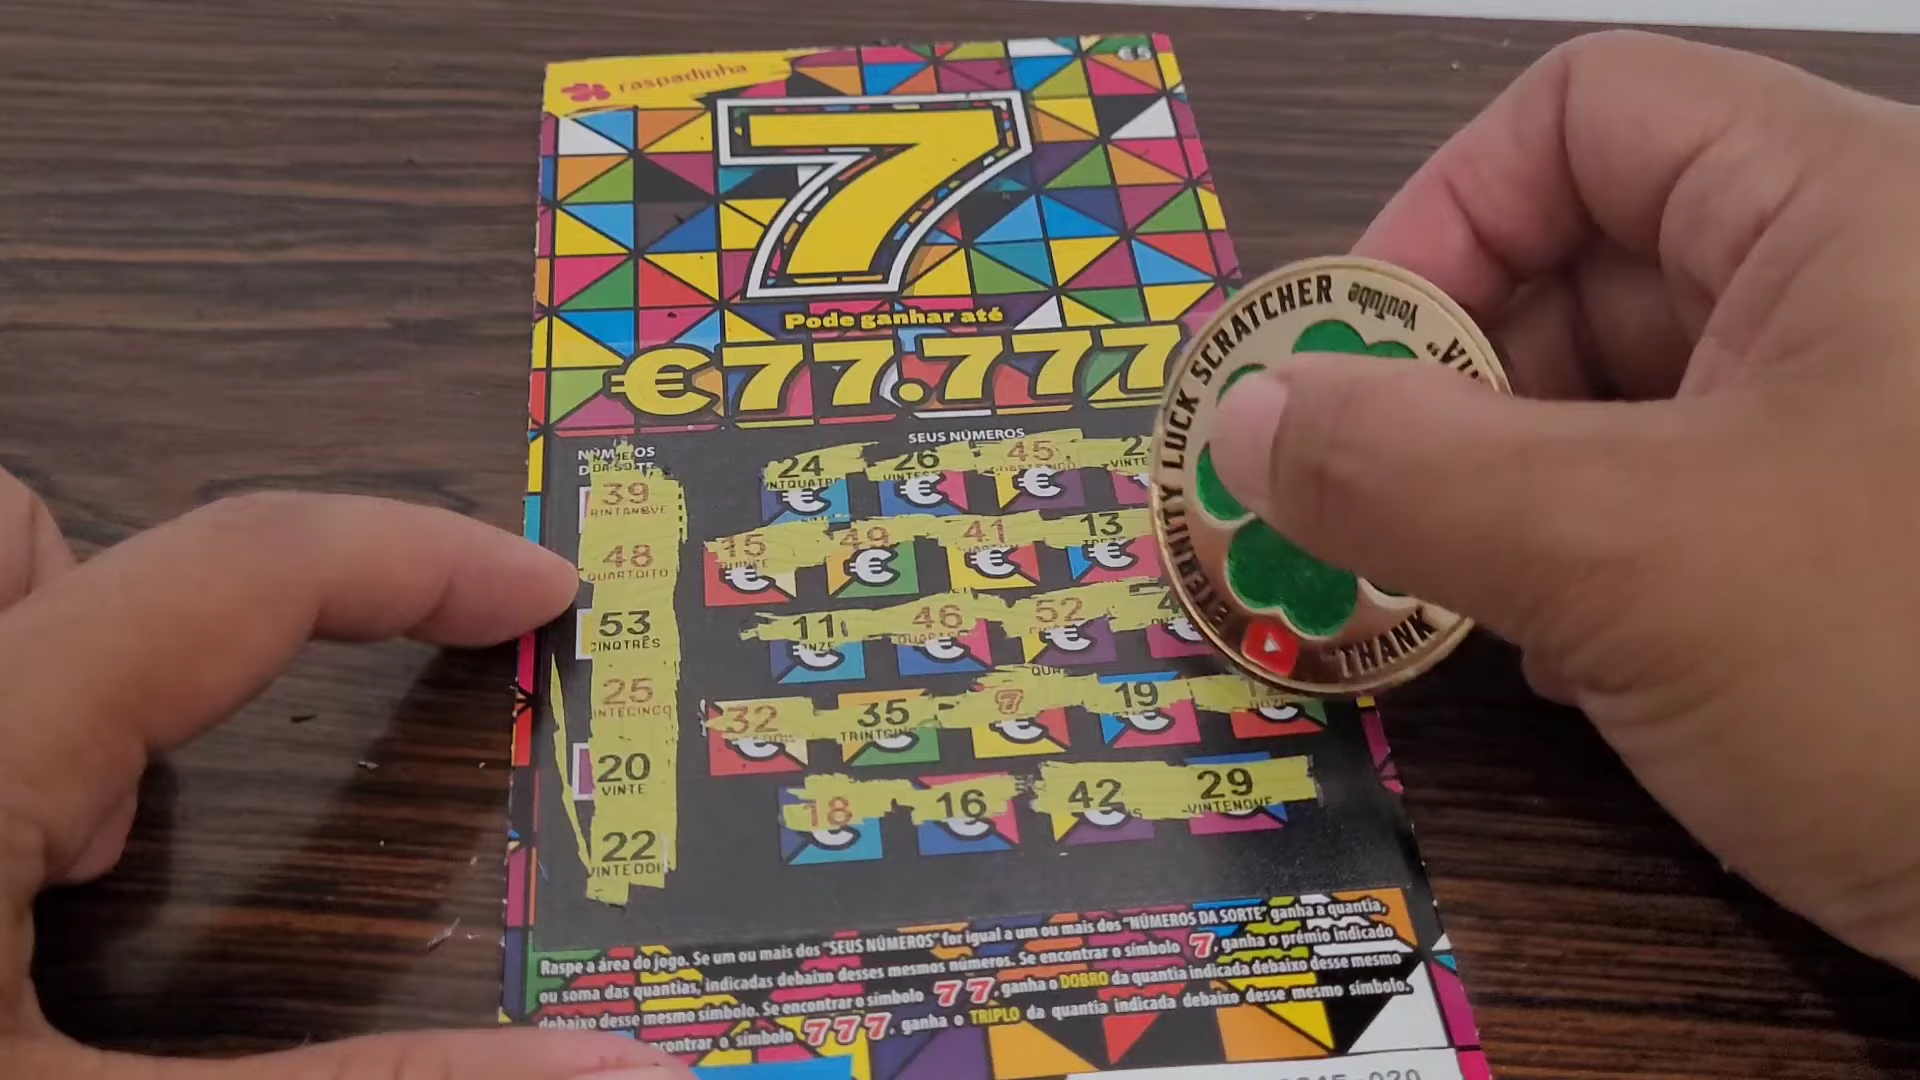 raspadinha
€5
7
Pode ganhar até
€77.777
SEUS NÚMEROS
24 26 45
VINTE
39
48
QUARTOITO
53
CINQTRÊS
25
20
VINTE
22
15 49 41 13
11 46 52
32 35 7 19 12
18 16 42 29
VINTENOVE
Raspe a área do jogo. Se um ou mais dos "SEUS NÚMEROS" for igual a um ou mais dos "NÚMEROS DA SORTE" ganha a quantia,
ou soma das quantias, indicadas debaixo desses mesmos números. Se encontrar o símbolo 7, ganha o prémio indicado
debaixo desse mesmo símbolo. Se encontrar o símbolo 77, ganha o DOBRO da quantia indicada debaixo desse mesmo
o símbolo 777, ganha o TRIPLO da quantia indicada debaixo desse mesmo símbolo.
ETERNITY LUCK SCRATCHER
Youtube
"THANK